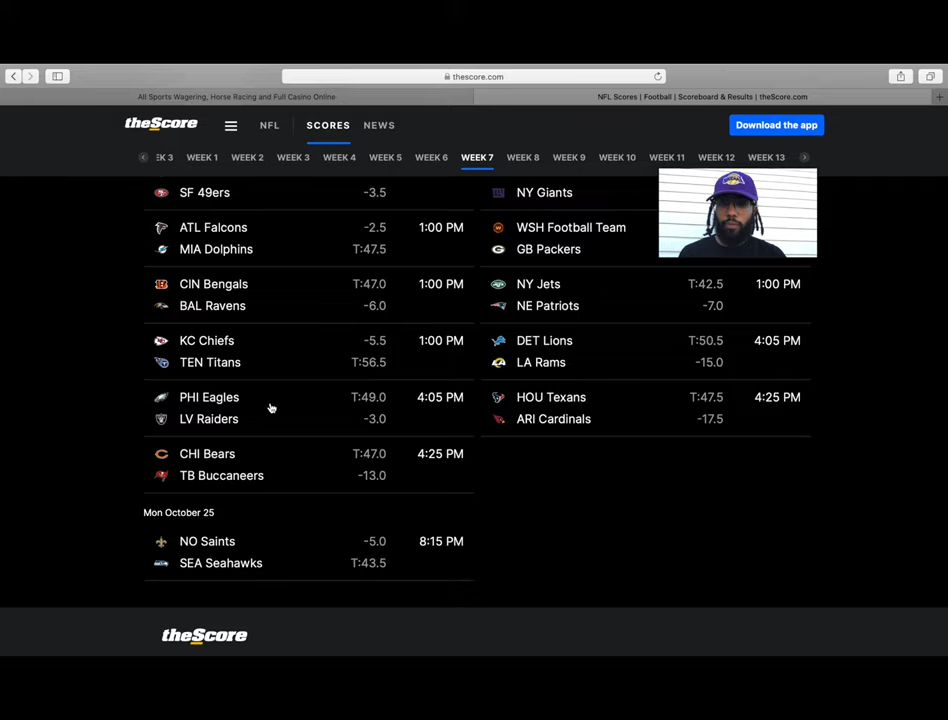 thescore.com
All Sports Wagering, Horse Racing and Full Casino Online
NFL Scores | Football | Scoreboard & Results | theScore.com
theScore
NFL
SCORES
NEWS
Download the app
EK 3 WEEK 1 WEEK 2 WEEK 3 WEEK 4 WEEK 5 WEEK 6 WEEK 7 WEEK 8 WEEK 9 WEEK 10 WEEK 11 WEEK 12 WEEK 13
SF 49ers -3.5
NY Giants
ATL Falcons -2.5 1:00 PM
MIA Dolphins T:47.5
WSH Football Team
GB Packers
CIN Bengals T:47.0 1:00 PM
BAL Ravens -6.0
NY Jets T:42.5 1:00 PM
NE Patriots -7.0
KC Chiefs -5.5 1:00 PM
TEN Titans T:56.5
DET Lions T:50.5 4:05 PM
LA Rams -15.0
PHI Eagles T:49.0 4:05 PM
LV Raiders -3.0
HOU Texans T:47.5 4:25 PM
ARI Cardinals -17.5
CHI Bears T:47.0 4:25 PM
TB Buccaneers -13.0
Mon October 25
NO Saints -5.0 8:15 PM
SEA Seahawks T:43.5
theScore